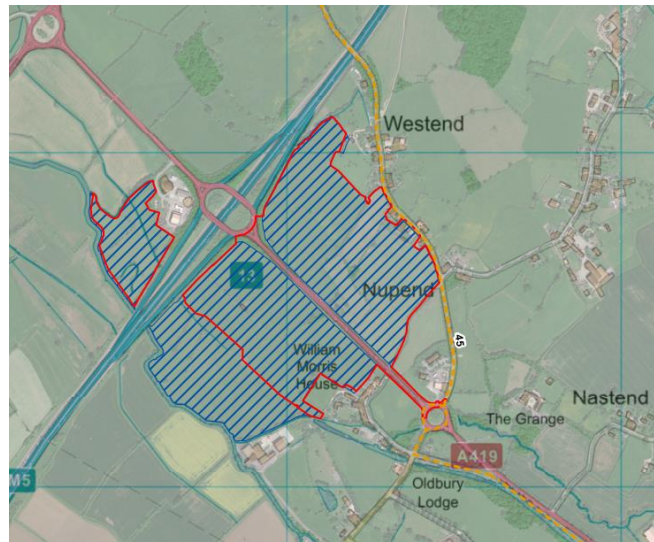 Westend
13
Nupend
45
William
Morris
House
Nastend
The Grange
A419
M5
Oldbury
Lodge